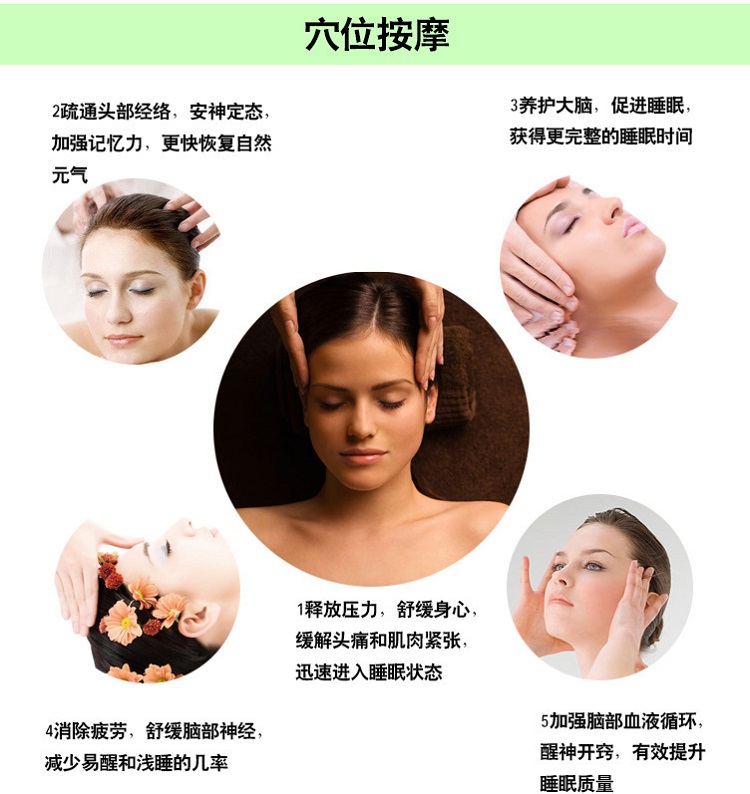 穴位按摩
2疏通头部经络，安神定态，
加强记忆力，更快恢复自然
元气
3养护大脑，促进睡眠，
获得更完整的睡眠时间
1释放压力，舒缓身心，
缓解头痛和肌肉紧张，
迅速进入睡眠状态
4消除疲劳，舒缓脑部神经，
减少易醒和浅睡的几率
5加强脑部血液循环，
醒神开窍，有效提升
睡眠质量